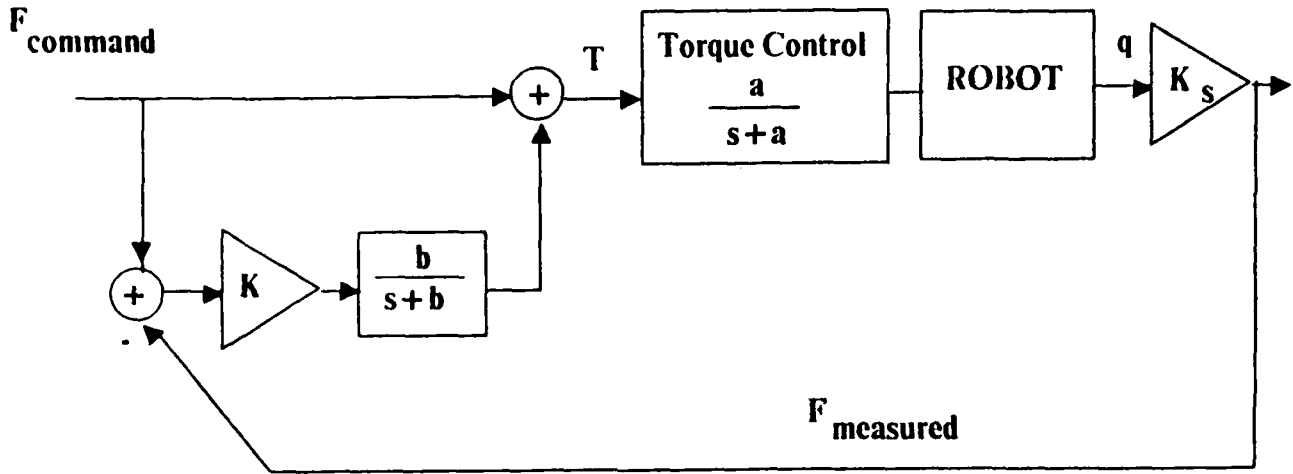 F command
T
Torque Control
a
s+a
ROBOT
q
K s
+
+
-
K
b
s+b
F measured